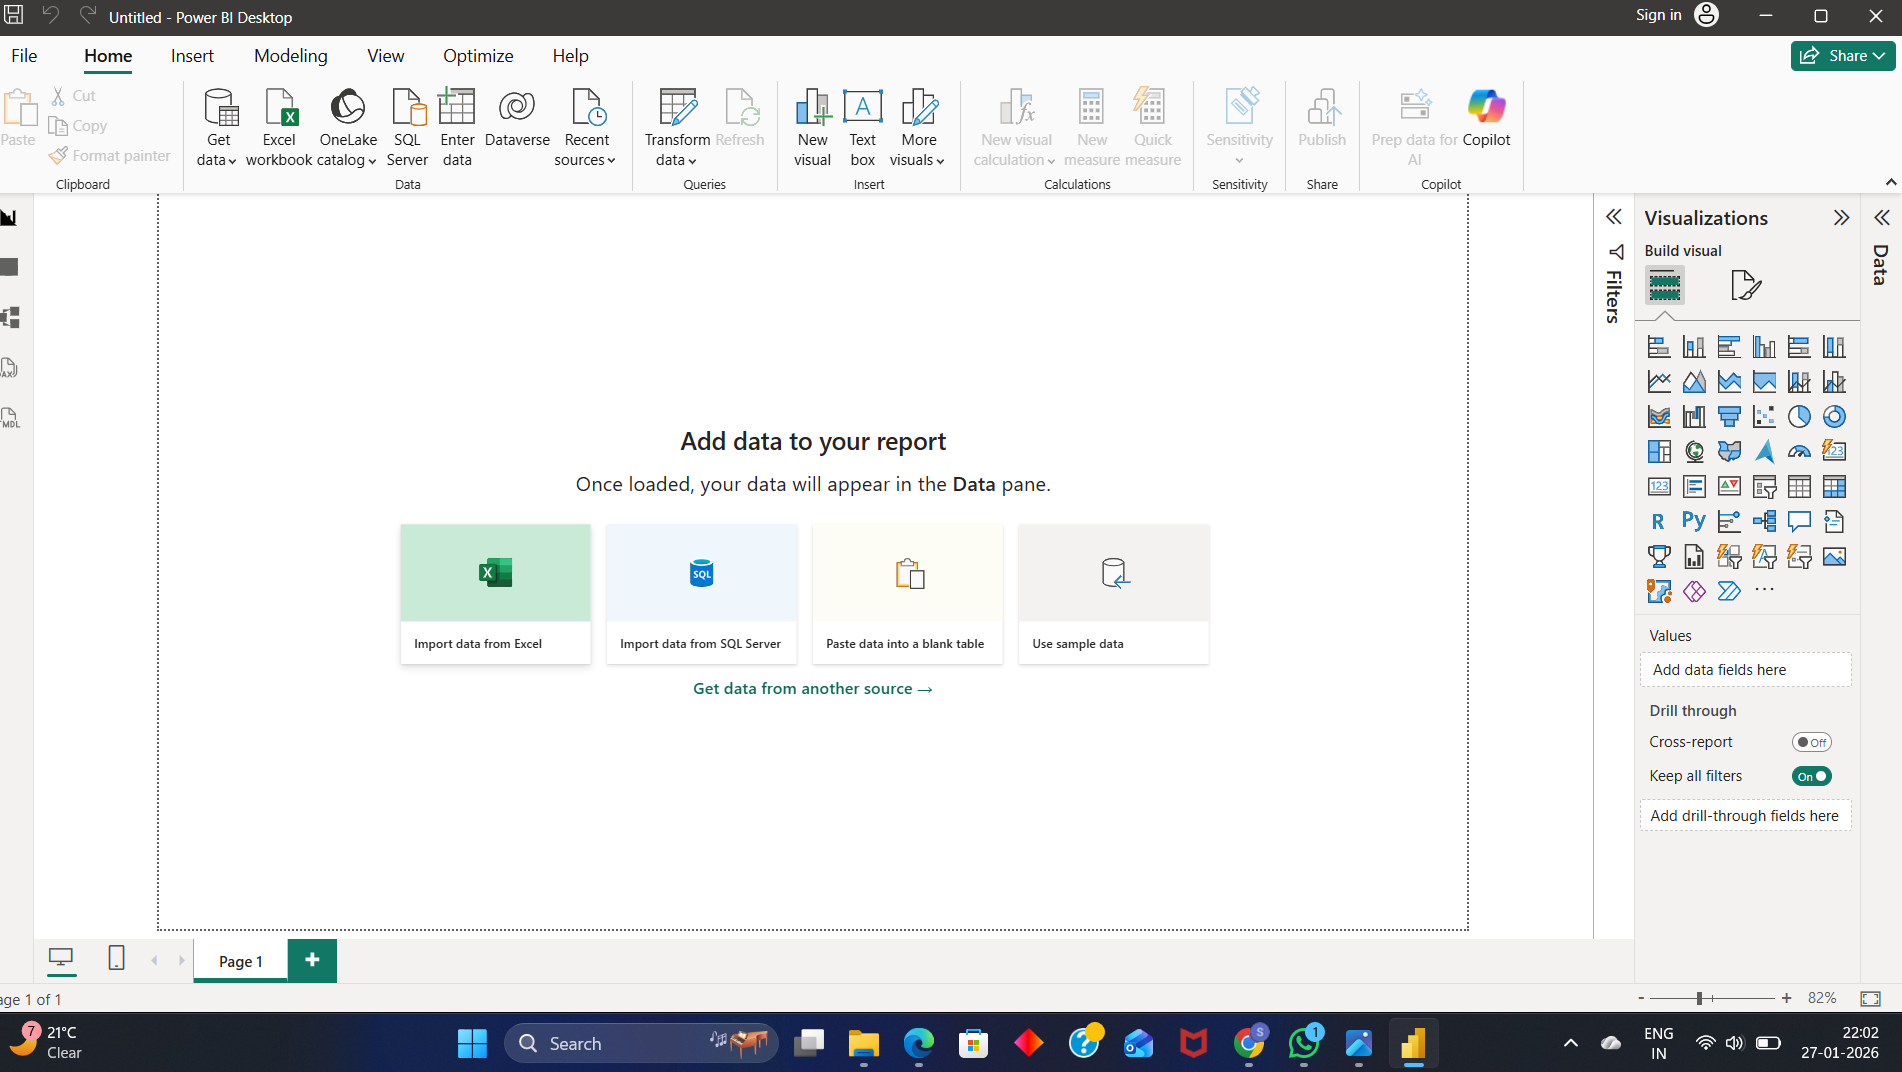 Untitled - Power BI Desktop
Sign in
File Home Insert Modeling View Optimize Help
Share
Paste
Cut
Copy
Format painter
Clipboard
Get data
Excel workbook
OneLake catalog
SQL Server
Enter data
Dataverse
Recent sources
Data
Transform data
Refresh
Queries
New visual
Text box
More visuals
Insert
New visual calculation
New measure
Quick measure
Calculations
Sensitivity
Sensitivity
Publish
Share
Prep data for AI
Copilot
Copilot
Add data to your report
Once loaded, your data will appear in the Data pane.
SQL
Import data from Excel
Import data from SQL Server
Paste data into a blank table
Use sample data
Get data from another source →
Filters
Visualizations
Build visual
123
123
R
Py
Values
Add data fields here
Drill through
Cross-report
Off
Keep all filters
On
Add drill-through fields here
Data
Page 1
age 1 of 1
- + 82%
7
21°C
Clear
Search
S
1
ENG
IN
22:02
27-01-2026